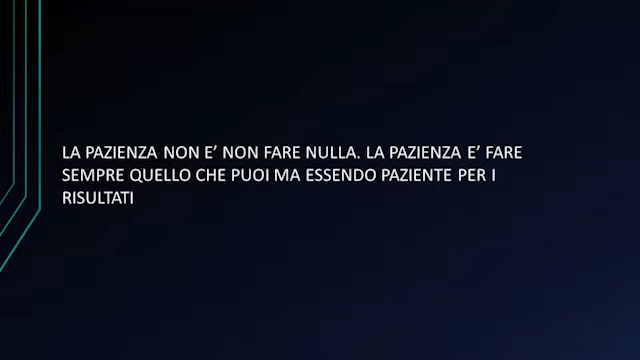 LA PAZIENZA NON E’ NON FARE NULLA. LA PAZIENZA E’ FARE
SEMPRE QUELLO CHE PUOI MA ESSENDO PAZIENTE PER I
RISULTATI